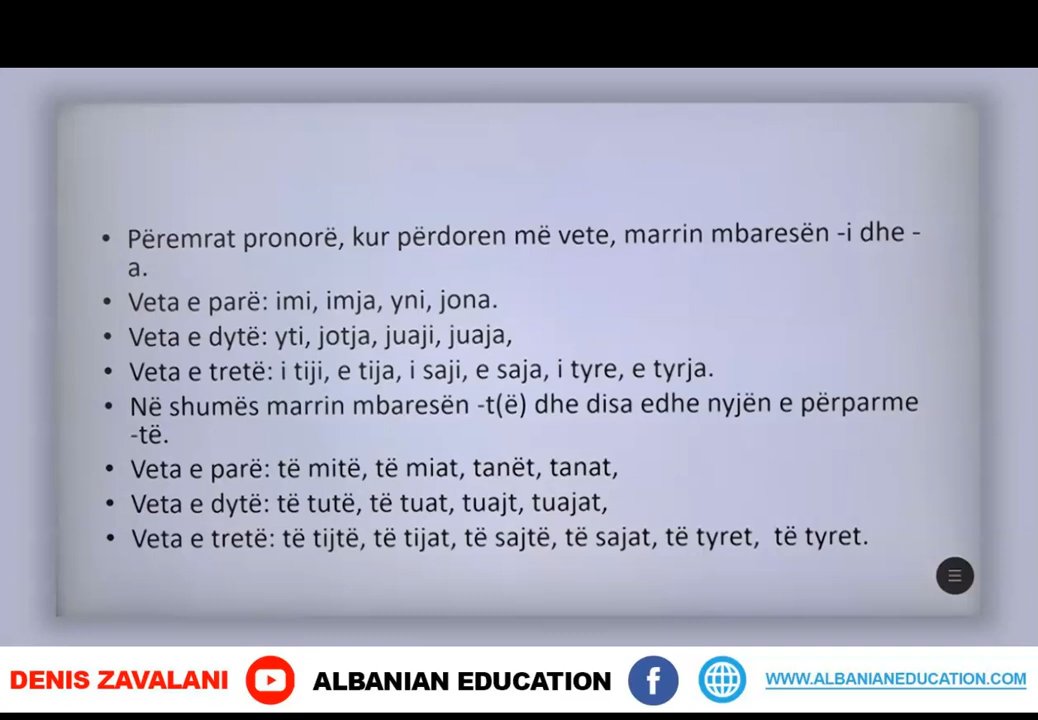 • Përemrat pronorë, kur përdoren më vete, marrin mbaresën -i dhe -
a.
• Veta e parë: imi, imja, yni, jona.
• Veta e dytë: yti, jotja, juaji, juaja,
• Veta e tretë: i tiji, e tija, i saji, e saja, i tyre, e tyrja.
• Në shumës marrin mbaresën -t(ë) dhe disa edhe nyjën e përparme
-të.
• Veta e parë: të mitë, të miat, tanët, tanat,
• Veta e dytë: të tutë, të tuat, tuajt, tuajat,
• Veta e tretë: të tijtë, të tijat, të sajtë, të sajat, të tyret, të tyret.
DENIS ZAVALANI ALBANIAN EDUCATION f WWW.ALBANIANEDUCATION.COM